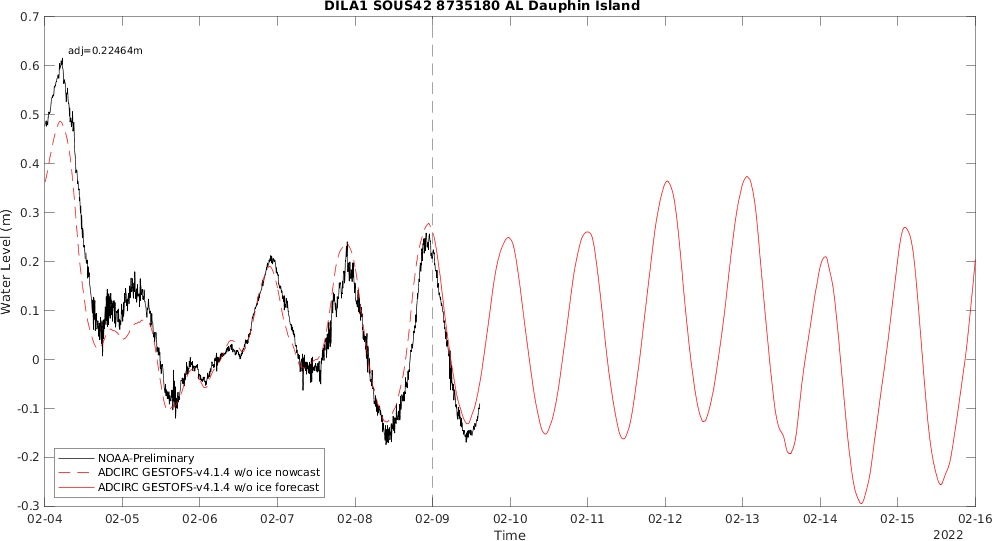 DILA1 SOUS42 8735180 AL Dauphin Island
adj=0.22464m
Water Level (m)
0.7
0.6
0.5
0.4
0.3
0.2
0.1
0
-0.1
-0.2
-0.3
NOAA-Preliminary
ADCIRC GESTOFS-v4.1.4 w/o ice nowcast
ADCIRC GESTOFS-v4.1.4 w/o ice forecast
02-04 02-05 02-06 02-07 02-08 02-09 02-10 02-11 02-12 02-13 02-14 02-15 02-16
Time
2022